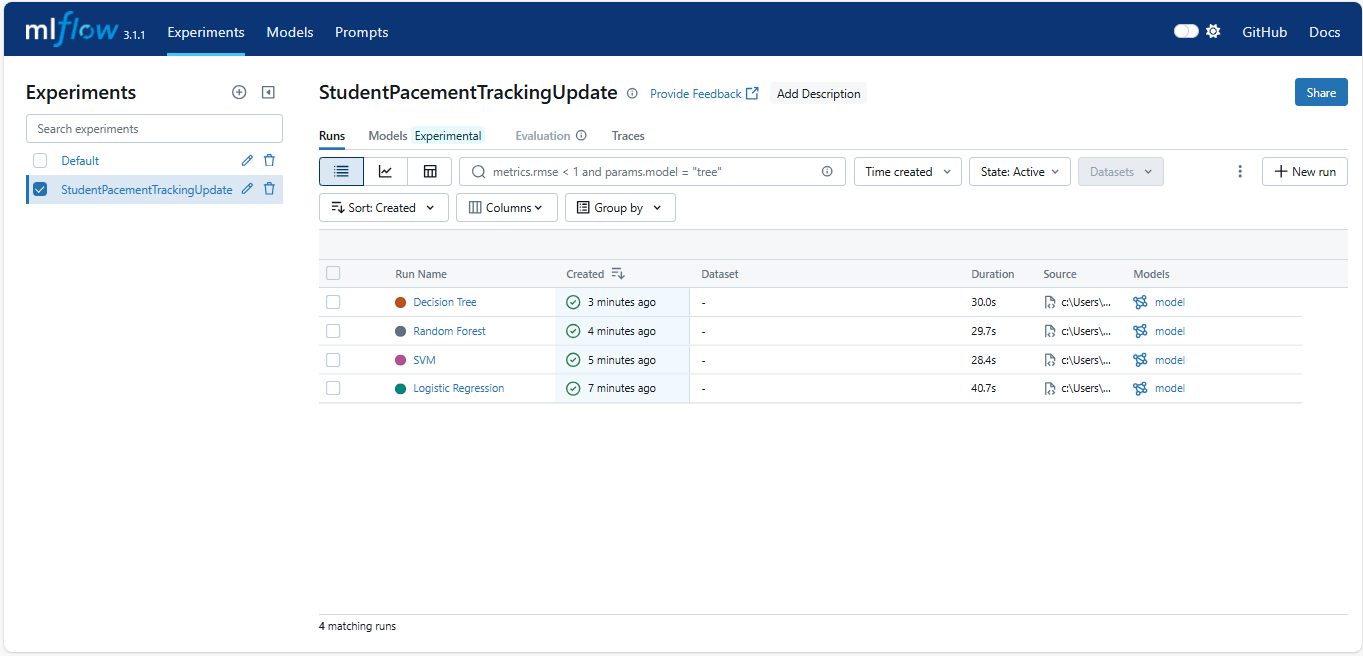 mlflow 3.1.1 Experiments Models Prompts GitHub Docs
Experiments
Search experiments
Default
StudentPacementTrackingUpdate
StudentPacementTrackingUpdate Provide Feedback Add Description Share
Runs Models Experimental Evaluation Traces
metrics.rmse < 1 and params.model = "tree" Time created State: Active Datasets New run
Sort: Created Columns Group by
Run Name Created Dataset Duration Source Models
Decision Tree 3 minutes ago - 30.0s c:\Users\... model
Random Forest 4 minutes ago - 29.7s c:\Users\... model
SVM 5 minutes ago - 28.4s c:\Users\... model
Logistic Regression 7 minutes ago - 40.7s c:\Users\... model
4 matching runs